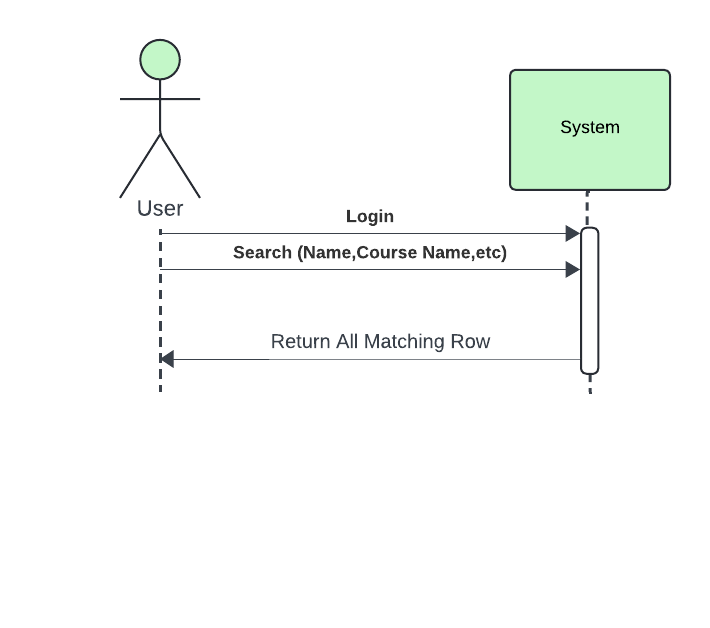 System
User
Login
Search (Name,Course Name,etc)
Return All Matching Row